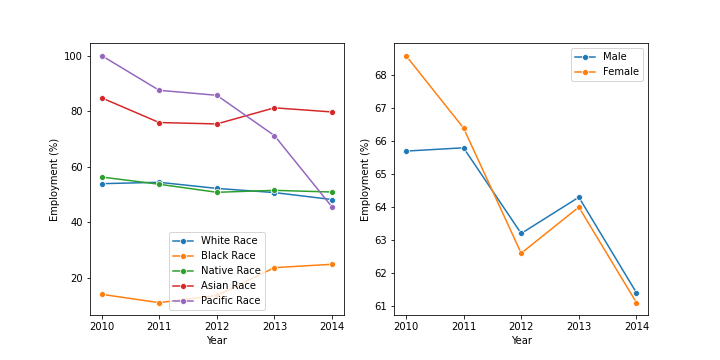 100
80
60
40
20
Employment (%)
White Race
Black Race
Native Race
Asian Race
Pacific Race
2010 2011 2012 2013 2014
Year
Male
Female
68
67
66
65
64
63
62
61
Employment (%)
2010 2011 2012 2013 2014
Year